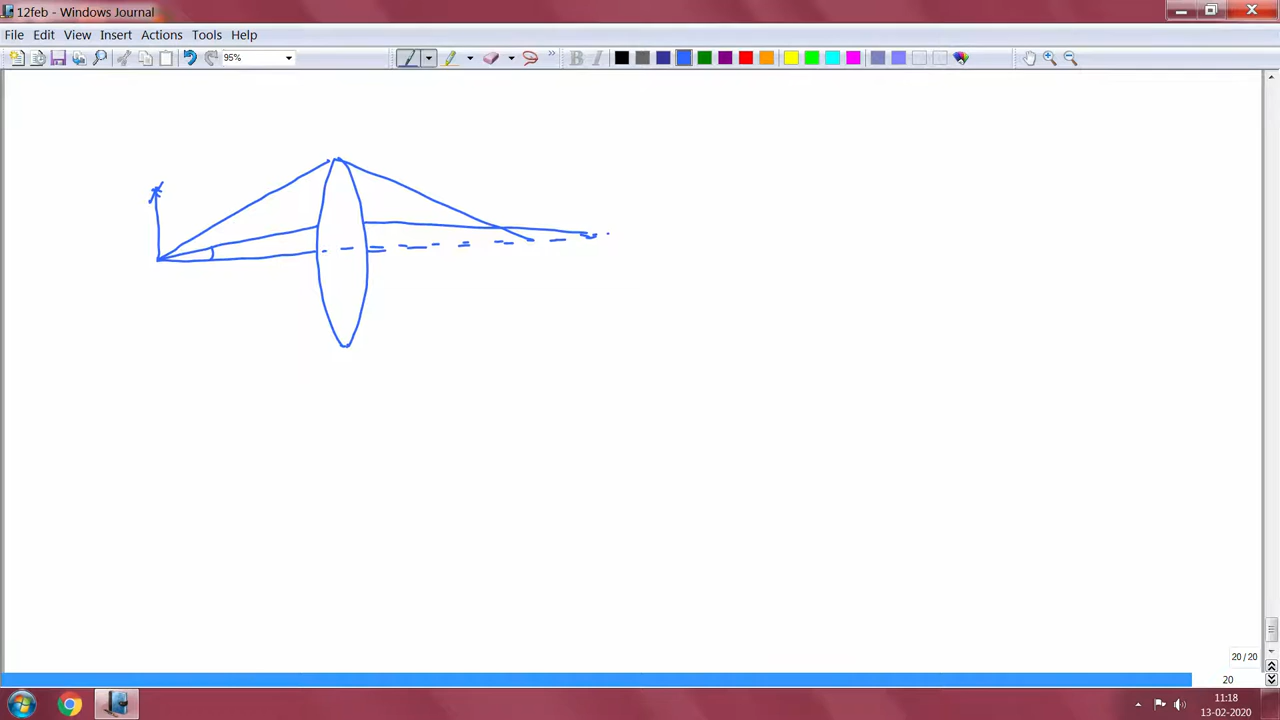 12feb - Windows Journal
File Edit View Insert Actions Tools Help
95% » B I
20 / 20
20
11:18
13-02-2020